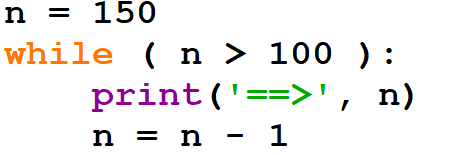 n = 150
while ( n > 100 ):
    print('==>', n)
    n = n - 1